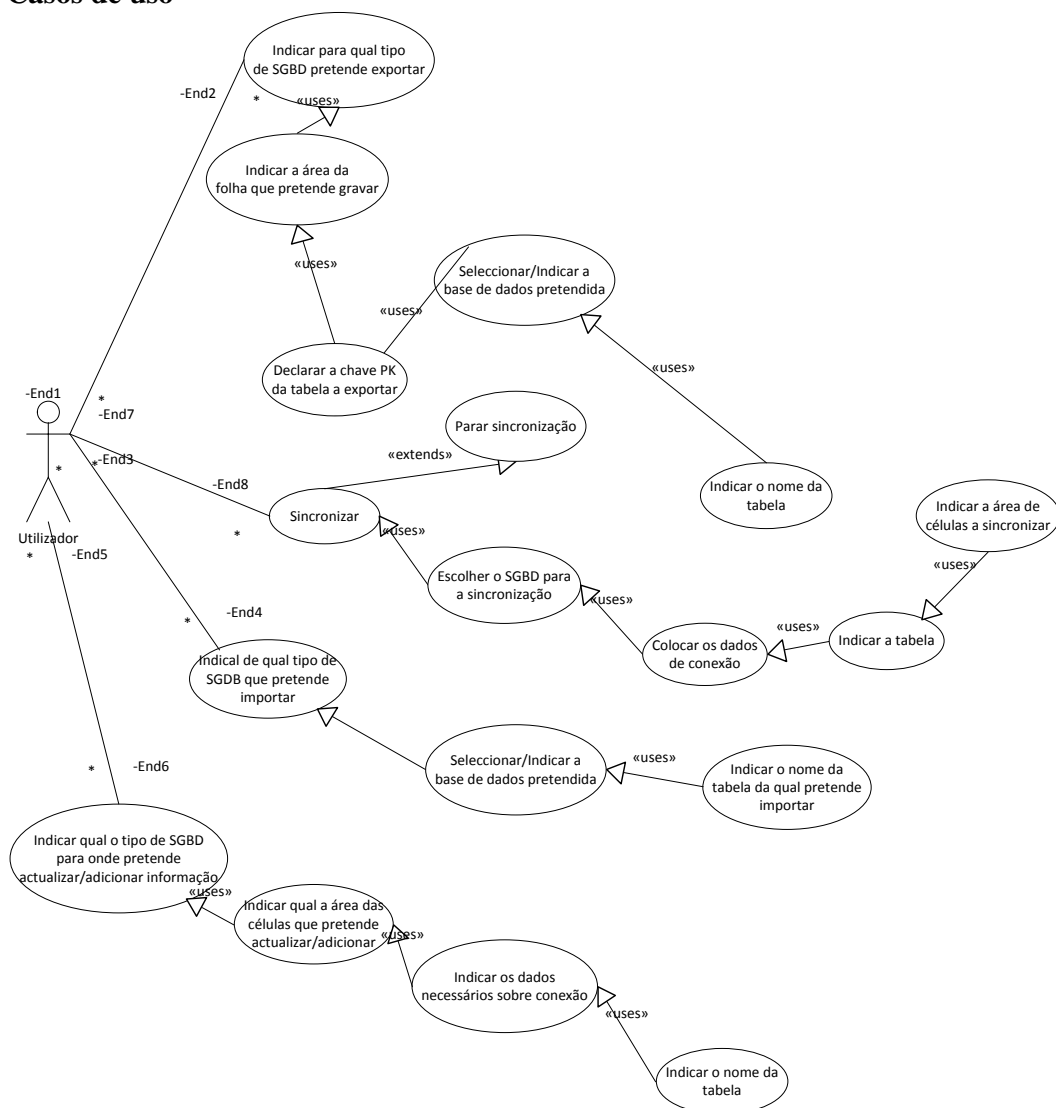 Casos de uso
Indicar para qual tipo
de SGBD pretende exportar
-End2
*
«uses»
Indicar a área da
folha que pretende gravar
«uses»
Seleccionar/Indicar a
base de dados pretendida
«uses»
Declarar a chave PK
da tabela a exportar
«uses»
Indicar o nome da
tabela
-End1
*
-End7
Parar sincronização
«extends»
-End3
*
*
-End8
*
Sincronizar
«uses»
Indicar a área de
células a sincronizar
Utilizador
*
-End5
Escolher o SGBD para
a sincronização
«uses»
«uses»
Colocar os dados
de conexão
«uses»
Indicar a tabela
-End4
*
Indical de qual tipo de
SGDB que pretende
importar
Seleccionar/Indicar a
base de dados pretendida
«uses»
Indicar o nome da
tabela da qual pretende
importar
*
-End6
Indicar qual o tipo de SGBD
para onde pretende
actualizar/adicionar informação
«uses»
Indicar qual a área das
células que pretende
actualizar/adicionar
«uses»
Indicar os dados
necessários sobre conexão
«uses»
Indicar o nome da
tabela